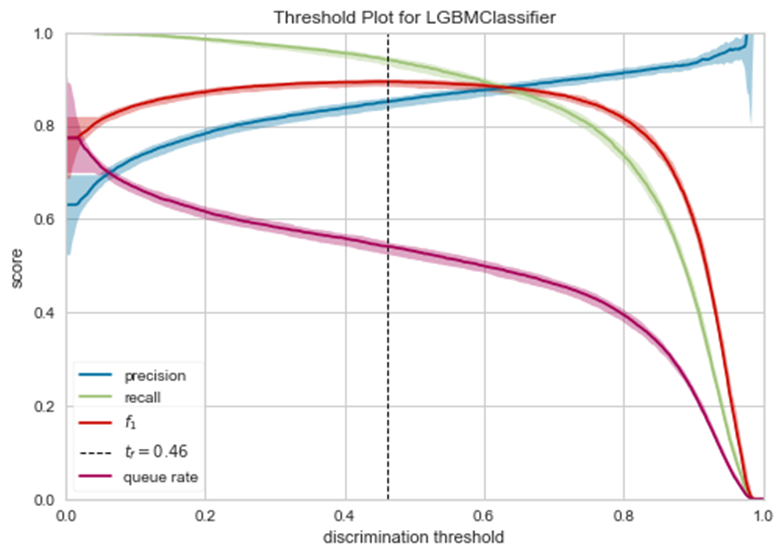 Threshold Plot for LGBMClassifier
1.0
0.8
0.6
0.4
0.2
0.0
score
precision
recall
f1
tr = 0.46
queue rate
0.0 0.2 0.4 0.6 0.8 1.0
discrimination threshold